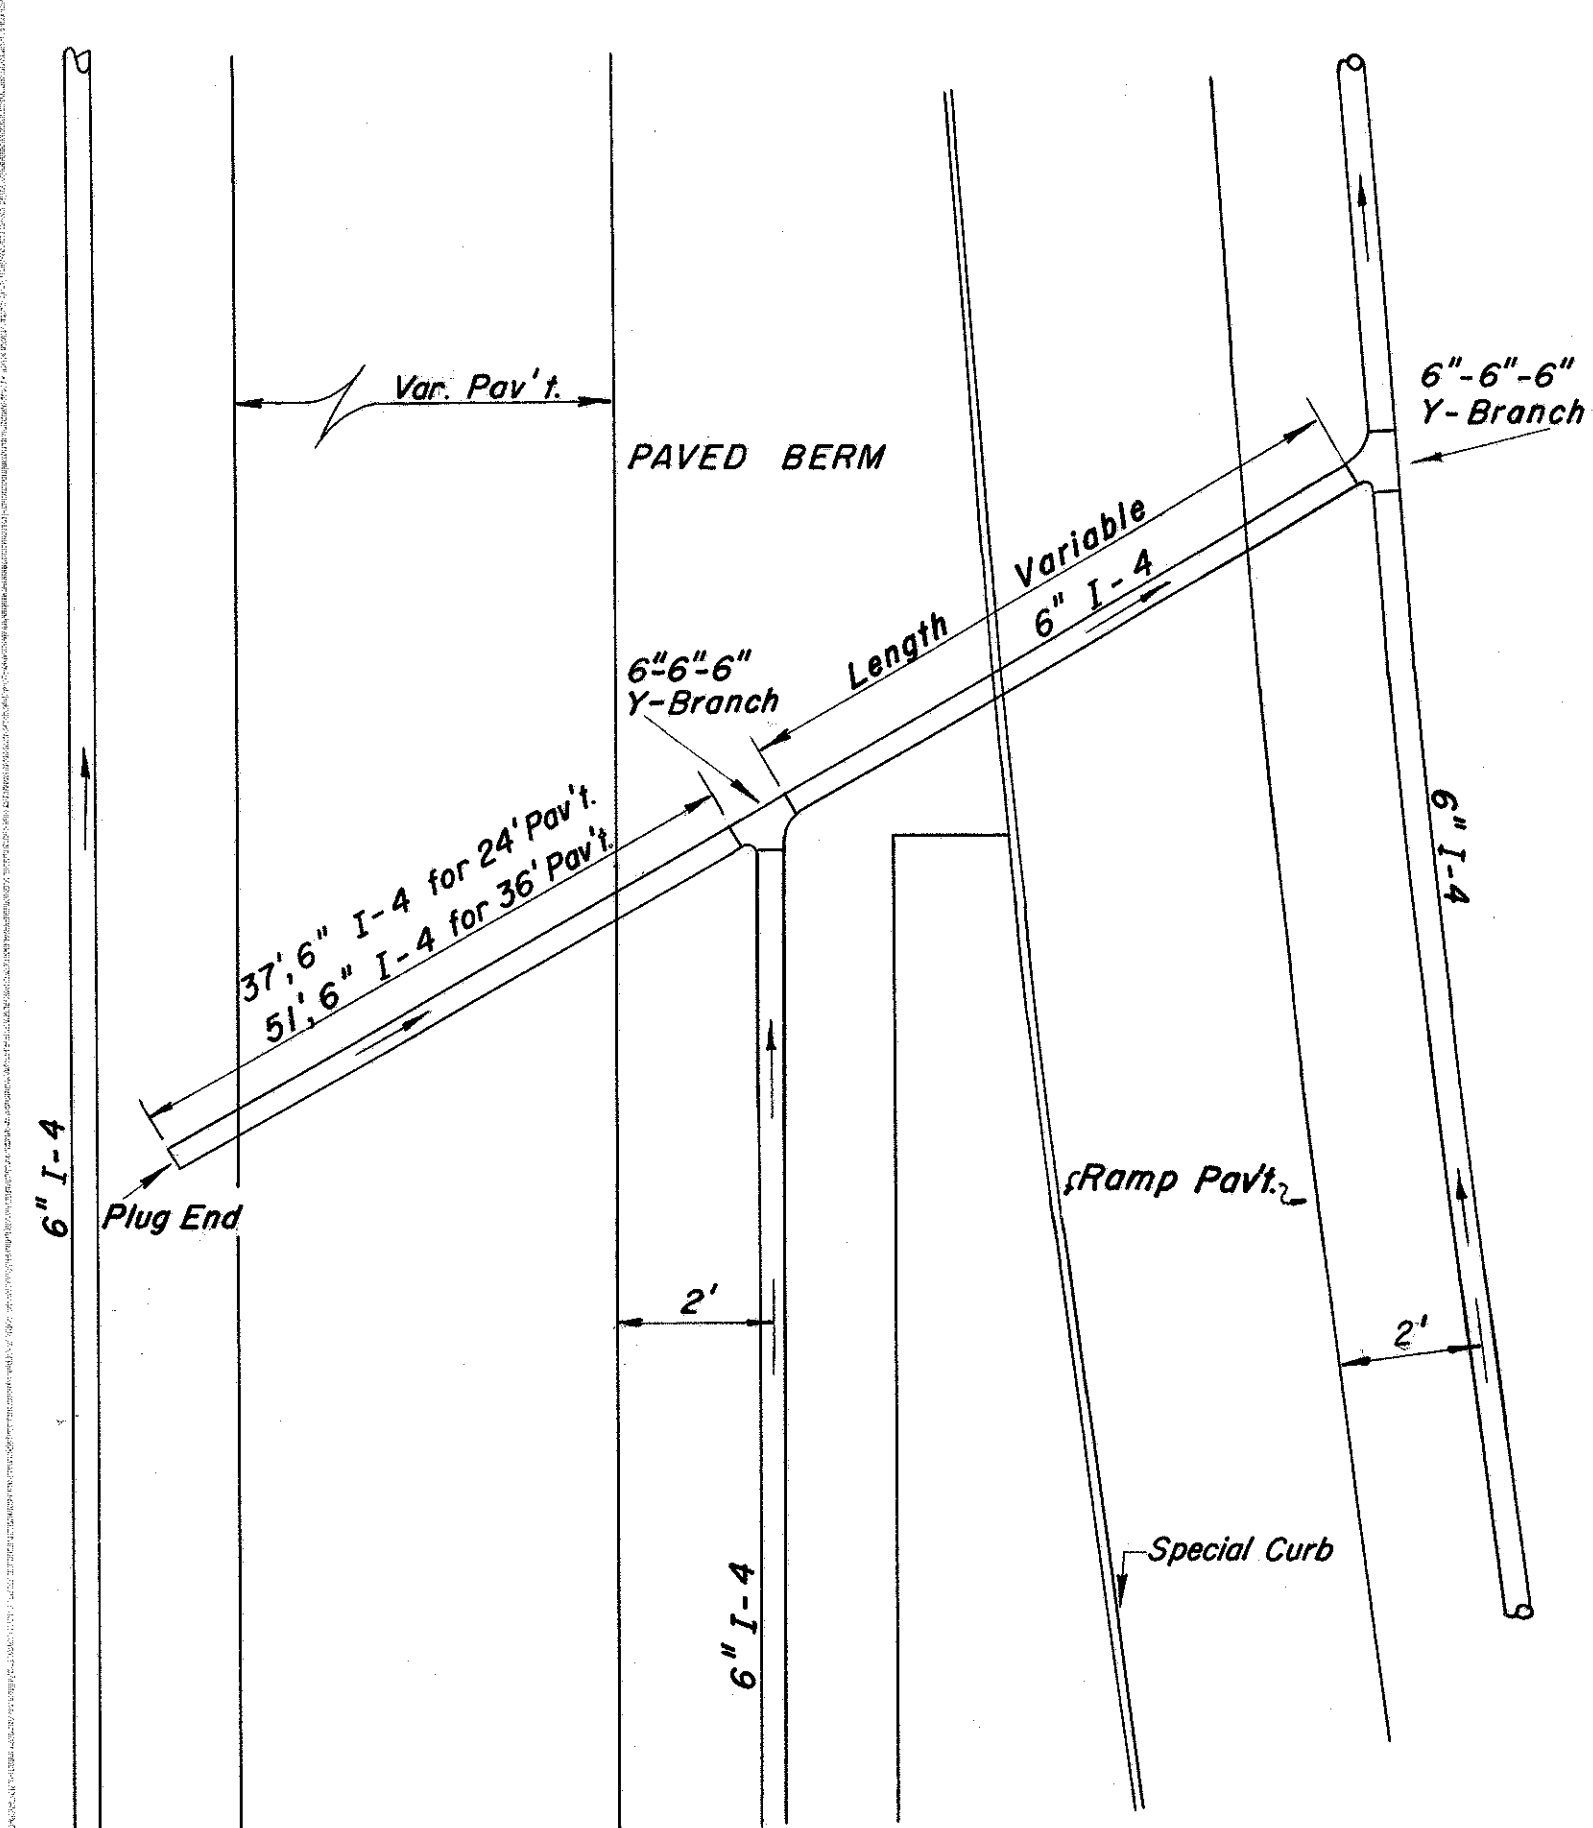 Var. Pav't.
PAVED BERM
6"-6"-6"
Y-Branch
Length Variable
6" I-4
6"-6"-6"
Y-Branch
37', 6" I-4 for 24' Pav't.
51', 6" I-4 for 36' Pav't.
6" I-4
6" I-4
Plug End
Ramp Pav't.
2'
2'
Special Curb
6" I-4